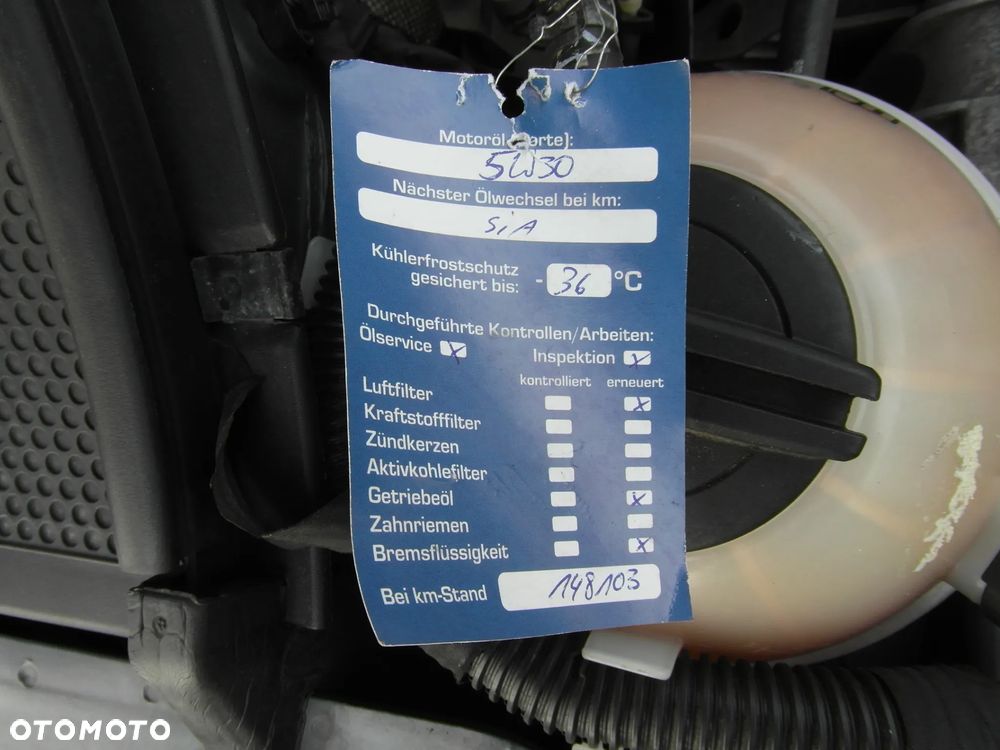 Motoröl (Sorte):
5W30
Nächster Ölwechsel bei km:
SiA
Kühlerfrostschutz
gesichert bis: - 36 °C
Durchgeführte Kontrollen/Arbeiten:
Ölservice x Inspektion x
kontrolliert erneuert
Luftfilter x
Kraftstofffilter
Zündkerzen
Aktivkohlefilter
Getriebeöl x
Zahnriemen
Bremsflüssigkeit x
Bei km-Stand 148103
OTOMOTO